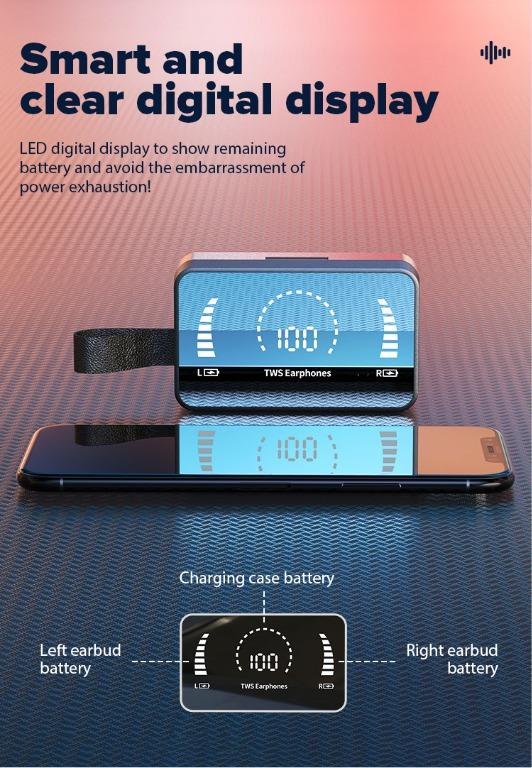 Smart and
clear digital display
LED digital display to show remaining
battery and avoid the embarrassment of
power exhaustion!
100
L
TWS Earphones
R
100
Charging case battery
Left earbud
battery
Right earbud
battery
100
L
TWS Earphones
R